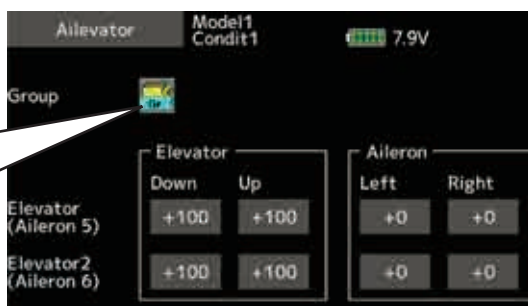 Ailevator Model1
Condit1 7.9V
Group
Elevator Aileron
Down Up Left Right
Elevator
(Aileron 5) +100 +100 +0 +0
Elevator2
(Aileron 6) +100 +100 +0 +0